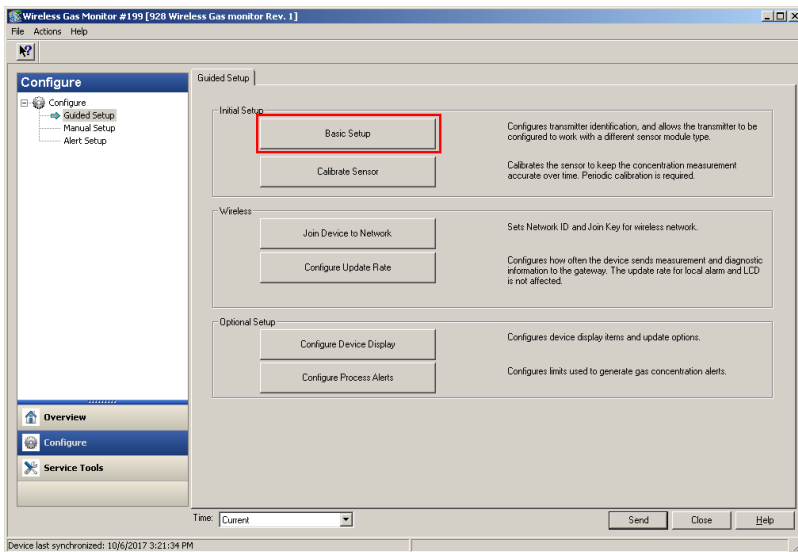 Wireless Gas Monitor #199 [928 Wireless Gas monitor Rev. 1]
File Actions Help
Configure
Configure
Guided Setup
Manual Setup
Alert Setup
Overview
Configure
Service Tools
Guided Setup
Initial Setup
Basic Setup
Configures transmitter identification, and allows the transmitter to be
configured to work with a different sensor module type.
Calibrate Sensor
Calibrates the sensor to keep the concentration measurement
accurate over time. Periodic calibration is required.
Wireless
Join Device to Network
Sets Network ID and Join Key for wireless network.
Configure Update Rate
Configures how often the device sends measurement and diagnostic
information to the gateway. The update rate for local alarm and LCD
is not affected.
Optional Setup
Configure Device Display
Configures device display items and update options.
Configure Process Alerts
Configures limits used to generate gas concentration alerts.
Time: Current
Send Close Help
Device last synchronized: 10/6/2017 3:21:34 PM